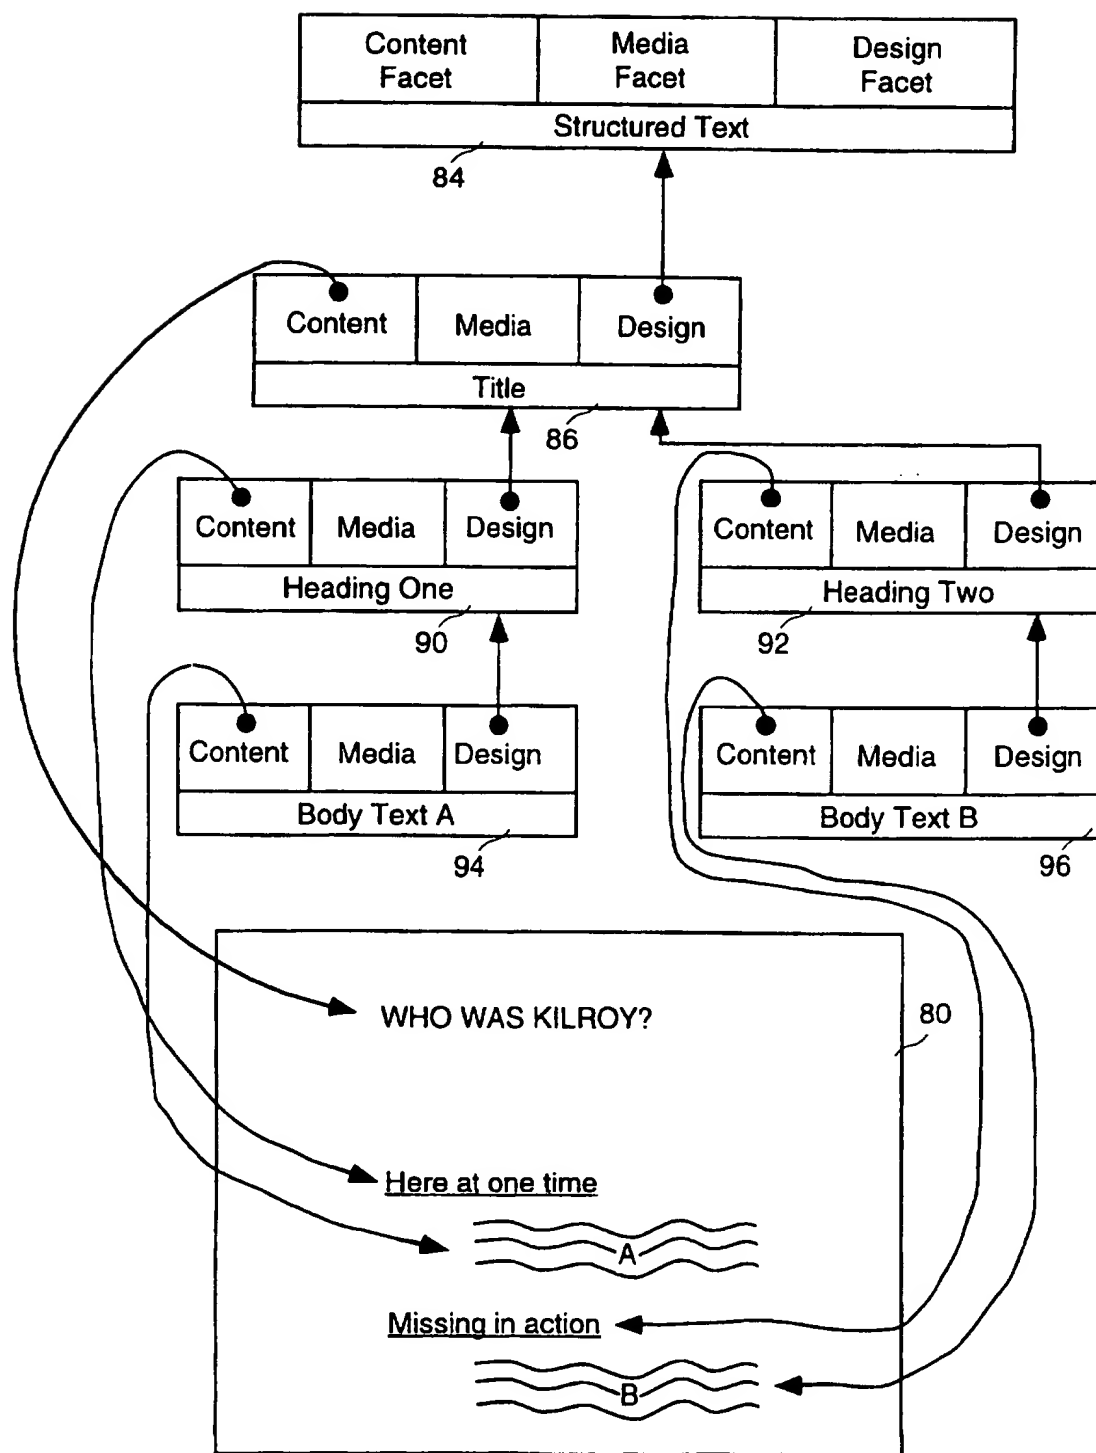 Content Media Design
Facet Facet Facet
Structured Text
84
Content Media Design
Title
86
Content Media Design
Heading One
90
Content Media Design
Heading Two
92
Content Media Design
Body Text A
94
Content Media Design
Body Text B
96
80
WHO WAS KILROY?
Here at one time
A
Missing in action
B